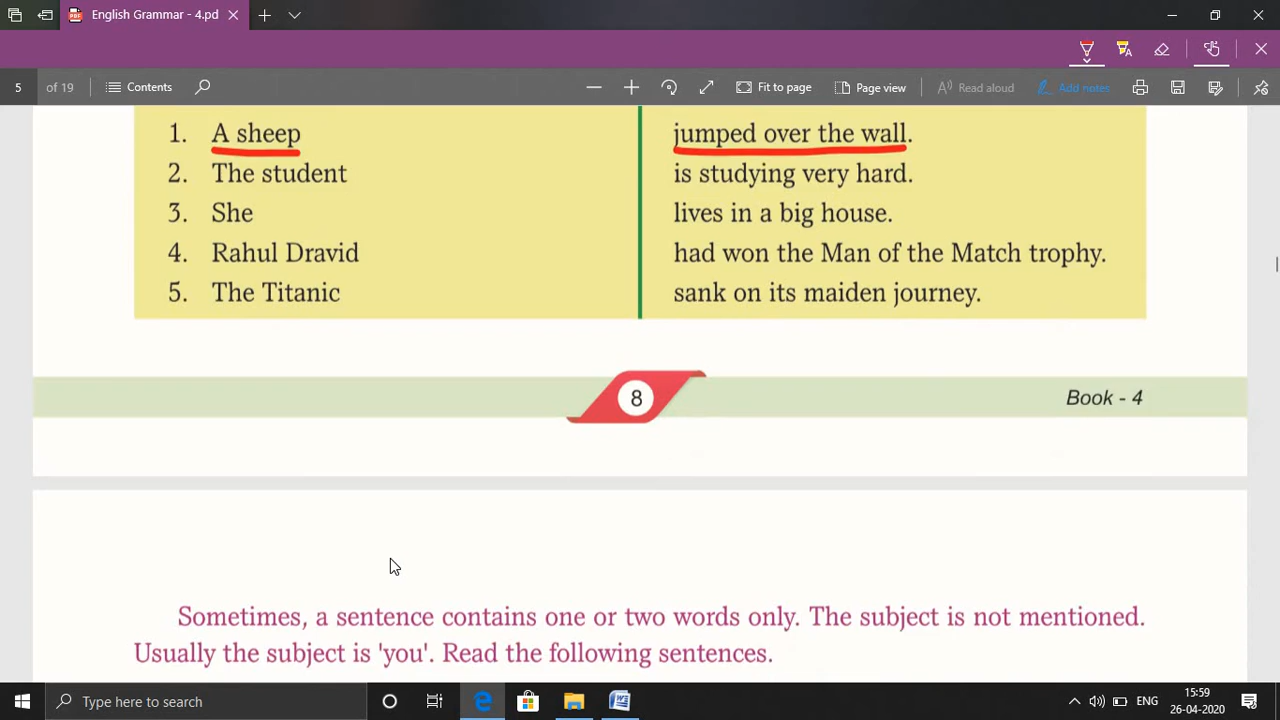 English Grammar - 4.pd
5 of 19 Contents Fit to page Page view Read aloud Add notes
1. A sheep jumped over the wall.
2. The student is studying very hard.
3. She lives in a big house.
4. Rahul Dravid had won the Man of the Match trophy.
5. The Titanic sank on its maiden journey.
8 Book - 4
Sometimes, a sentence contains one or two words only. The subject is not mentioned.
Usually the subject is 'you'. Read the following sentences.
Type here to search ENG 15:59
26-04-2020